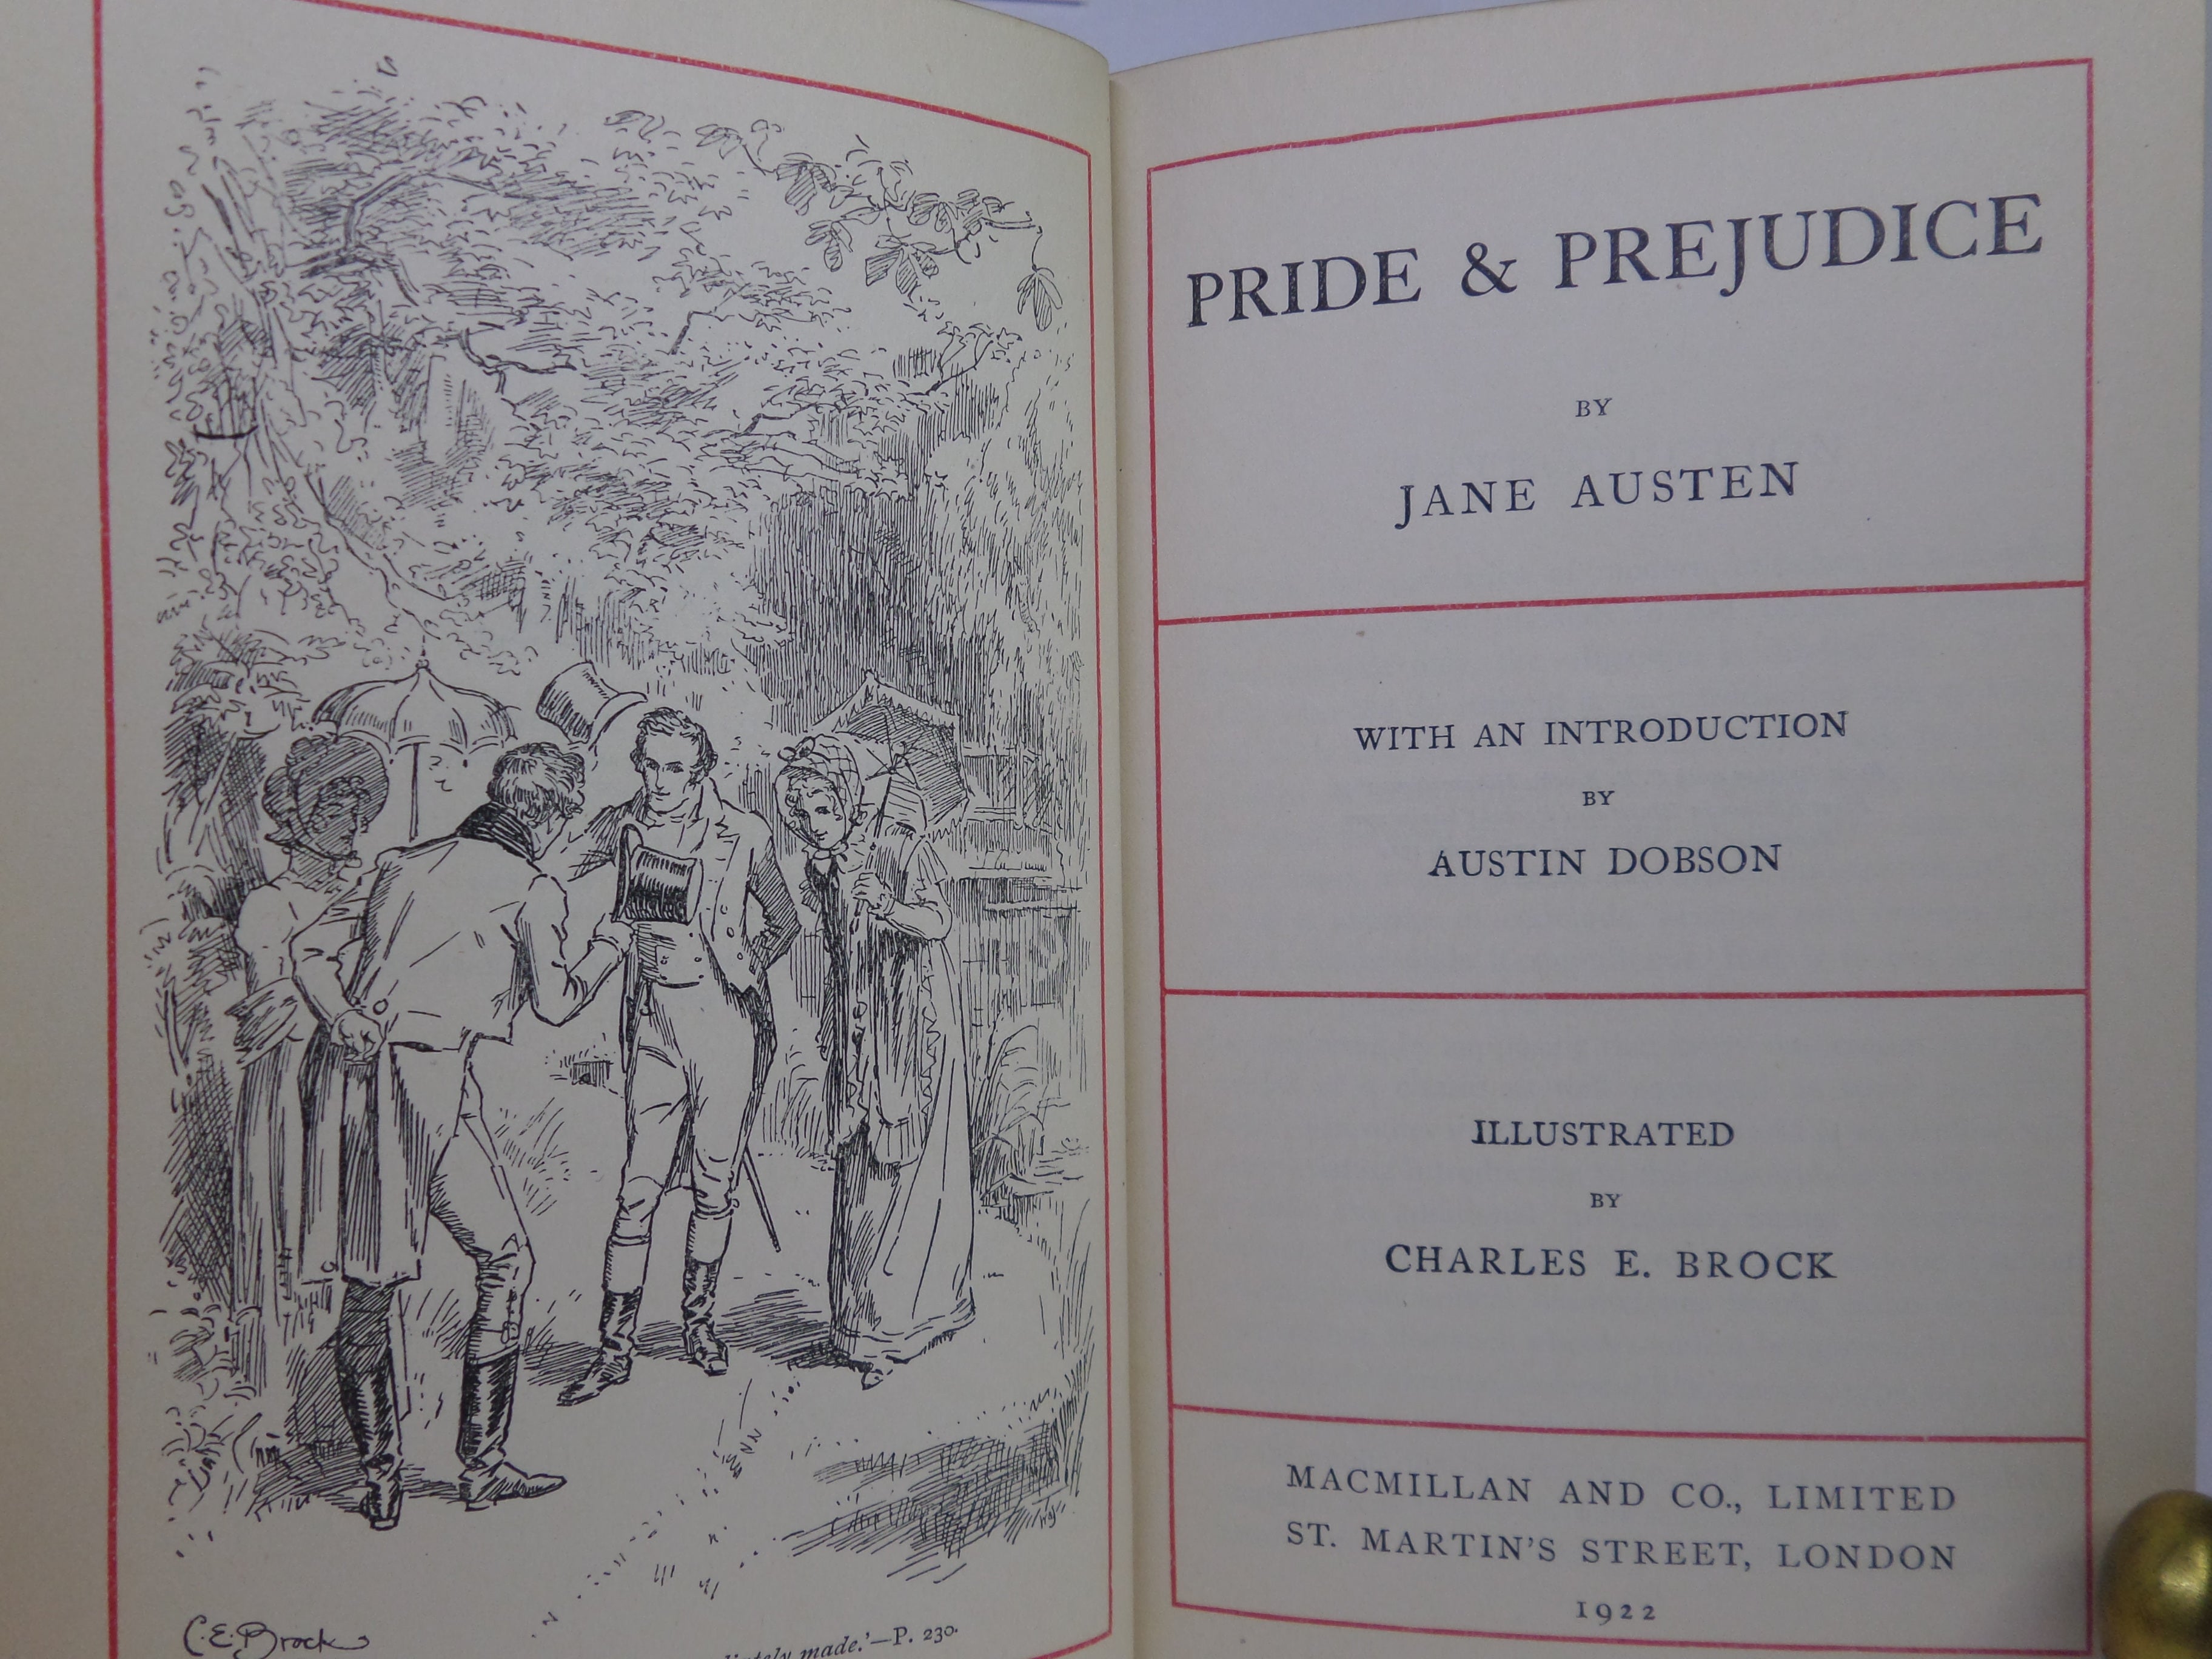 C.E. Brock
made.'—P. 230.
PRIDE & PREJUDICE
BY
JANE AUSTEN
WITH AN INTRODUCTION
BY
AUSTIN DOBSON
ILLUSTRATED
BY
CHARLES E. BROCK
MACMILLAN AND CO., LIMITED
ST. MARTIN'S STREET, LONDON
1922